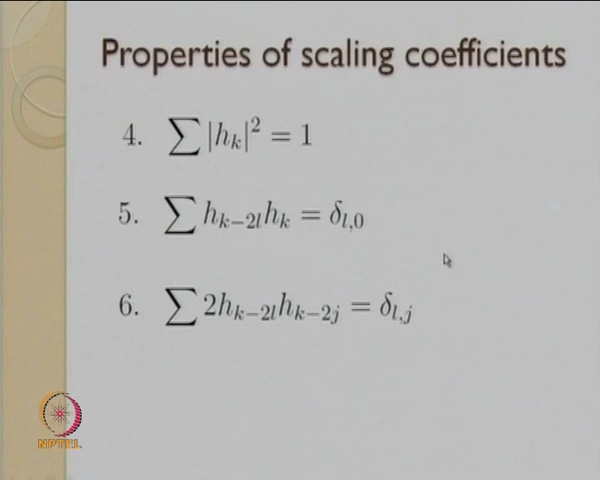 Properties of scaling coefficients
4. ∑|h_k|^2 = 1
5. ∑ h_{k−2l}h_k = δ_{l,0}
6. ∑ 2h_{k−2l}h_{k−2j} = δ_{l,j}
NPTEL